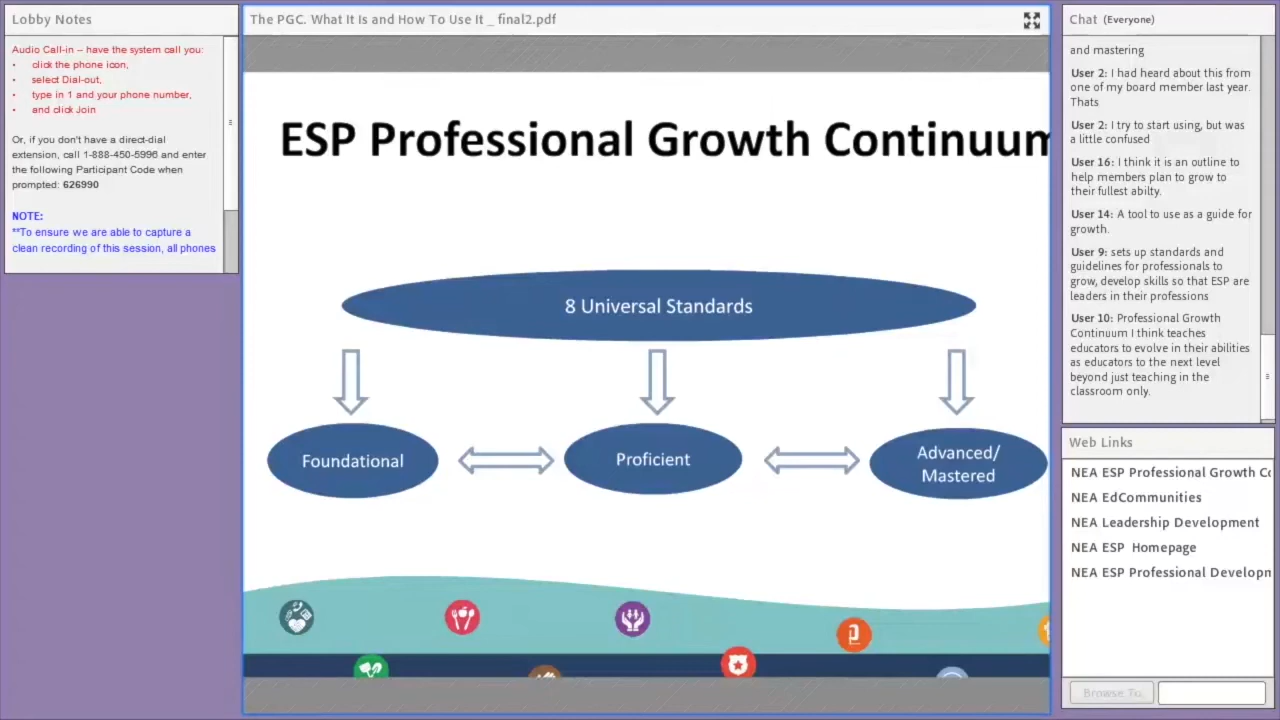 Lobby Notes
Audio Call-in -- have the system call you:
• click the phone icon,
• select Dial-out,
• type in 1 and your phone number,
• and click Join
Or, if you don't have a direct-dial
extension, call 1-888-450-5996 and enter
the following Participant Code when
prompted: 626990
NOTE:
**To ensure we are able to capture a
clean recording of this session, all phones
The PGC. What It Is and How To Use It _ final2.pdf
ESP Professional Growth Continuum
8 Universal Standards
Foundational
Proficient
Advanced/
Mastered
Chat (Everyone)
and mastering
User 2: I had heard about this from
one of my board member last year.
Thats
User 2: I try to start using, but was
a little confused
User 16: I think it is an outline to
help members plan to grow to
their fullest abilty.
User 14: A tool to use as a guide for
growth.
User 9: sets up standards and
guidelines for professionals to
grow, develop skills so that ESP are
leaders in their professions
User 10: Professional Growth
Continuum I think teaches
educators to evolve in their abilities
as educators to the next level
beyond just teaching in the
classroom only.
Web Links
NEA ESP Professional Growth Co
NEA EdCommunities
NEA Leadership Development
NEA ESP Homepage
NEA ESP Professional Developm
Browse To